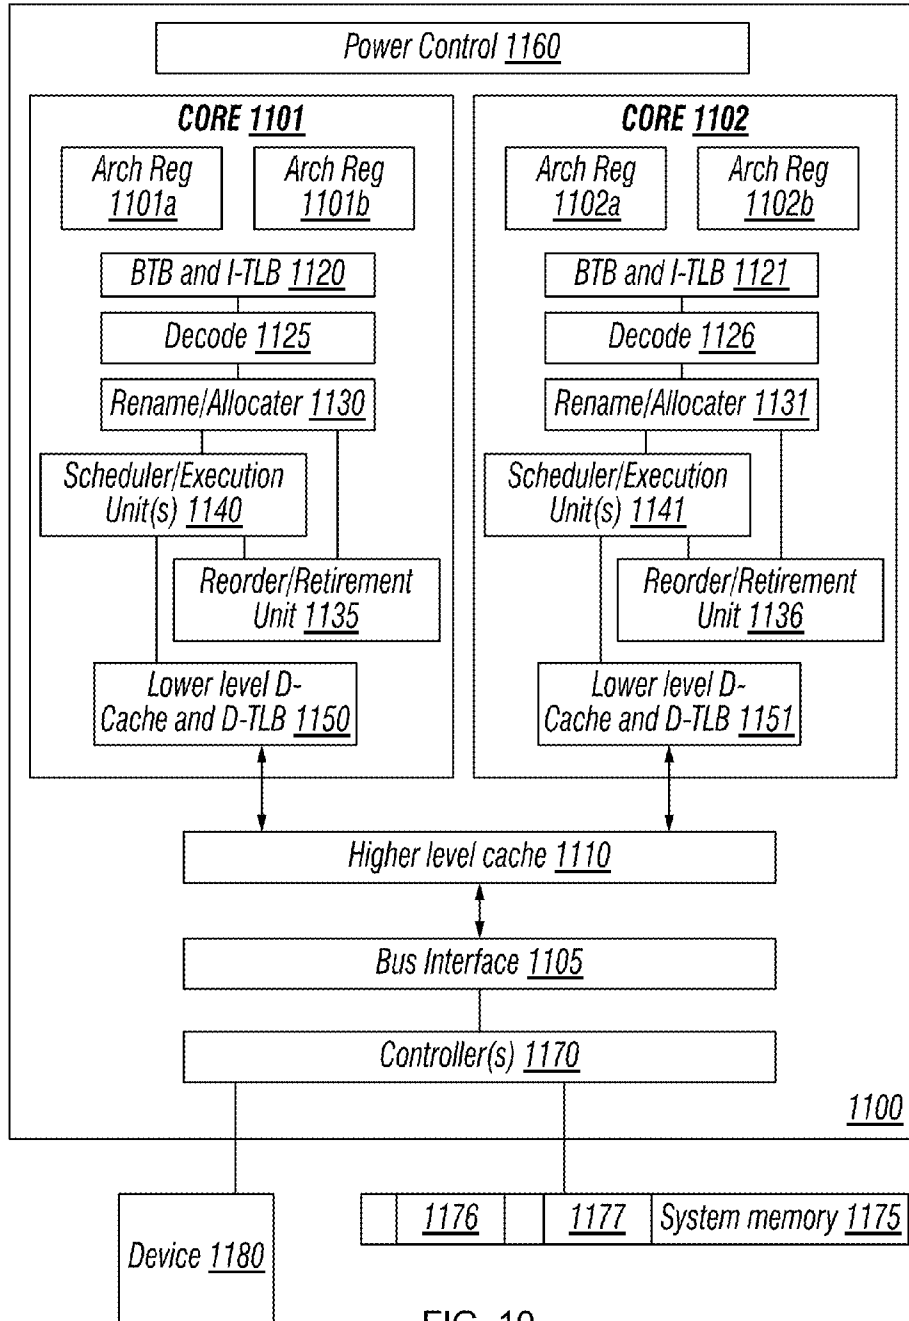 Power Control 1160
CORE 1101
CORE 1102
Arch Reg
1101a
Arch Reg
1101b
Arch Reg
1102a
Arch Reg
1102b
BTB and I-TLB 1120
BTB and I-TLB 1121
Decode 1125
Decode 1126
Rename/Allocater 1130
Rename/Allocater 1131
Scheduler/Execution
Unit(s) 1140
Scheduler/Execution
Unit(s) 1141
Reorder/Retirement
Unit 1135
Reorder/Retirement
Unit 1136
Lower level D-
Cache and D-TLB 1150
Lower level D-
Cache and D-TLB 1151
Higher level cache 1110
Bus Interface 1105
Controller(s) 1170
1100
1176
1177
System memory 1175
Device 1180